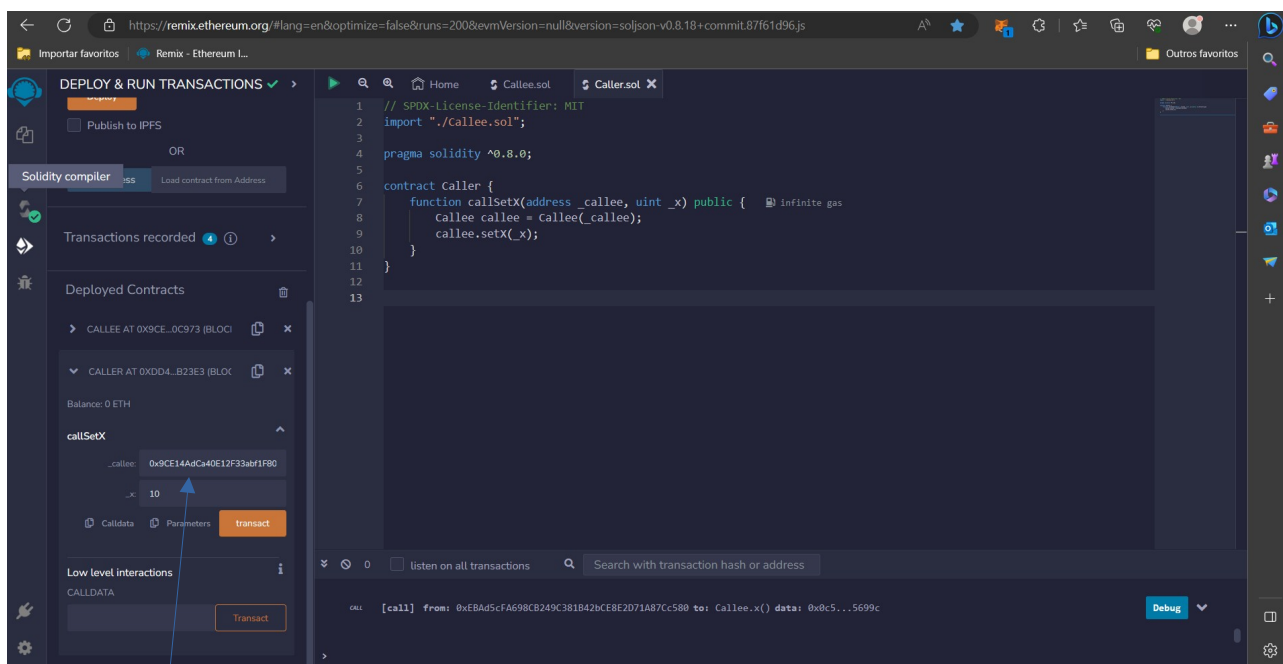 https://remix.ethereum.org/#lang=en&optimize=false&runs=200&evmVersion=null&version=soljson-v0.8.18+commit.87f61d96.js
Importar favoritos
Remix - Ethereum I...
Outros favoritos
DEPLOY & RUN TRANSACTIONS
Deploy
Publish to IPFS
OR
Solidity compiler
ess
Load contract from Address
Transactions recorded 4
Deployed Contracts
CALLEE AT 0X9CE...0C973 (BLOC
CALLER AT 0XDD4...B23E3 (BLOC
Balance: 0 ETH
callSetX
_callee: 0x9CE14AdCa40E12F33abf1F80
_x: 10
Calldata Parameters transact
Low level interactions
CALLDATA
Transact
Home Callee.sol Caller.sol
1 // SPDX-License-Identifier: MIT
2 import "./Callee.sol";
3
4 pragma solidity ^0.8.0;
5
6 contract Caller {
7 function callSetX(address _callee, uint _x) public { infinite gas
8 Callee callee = Callee(_callee);
9 callee.setX(_x);
10 }
11 }
12
13
0 listen on all transactions Search with transaction hash or address
CALL [call] from: 0xEBAd5cFA698CB249C381B42bCE8E2D71A87Cc580 to: Callee.x() data: 0x0c5...5699c
Debug
>